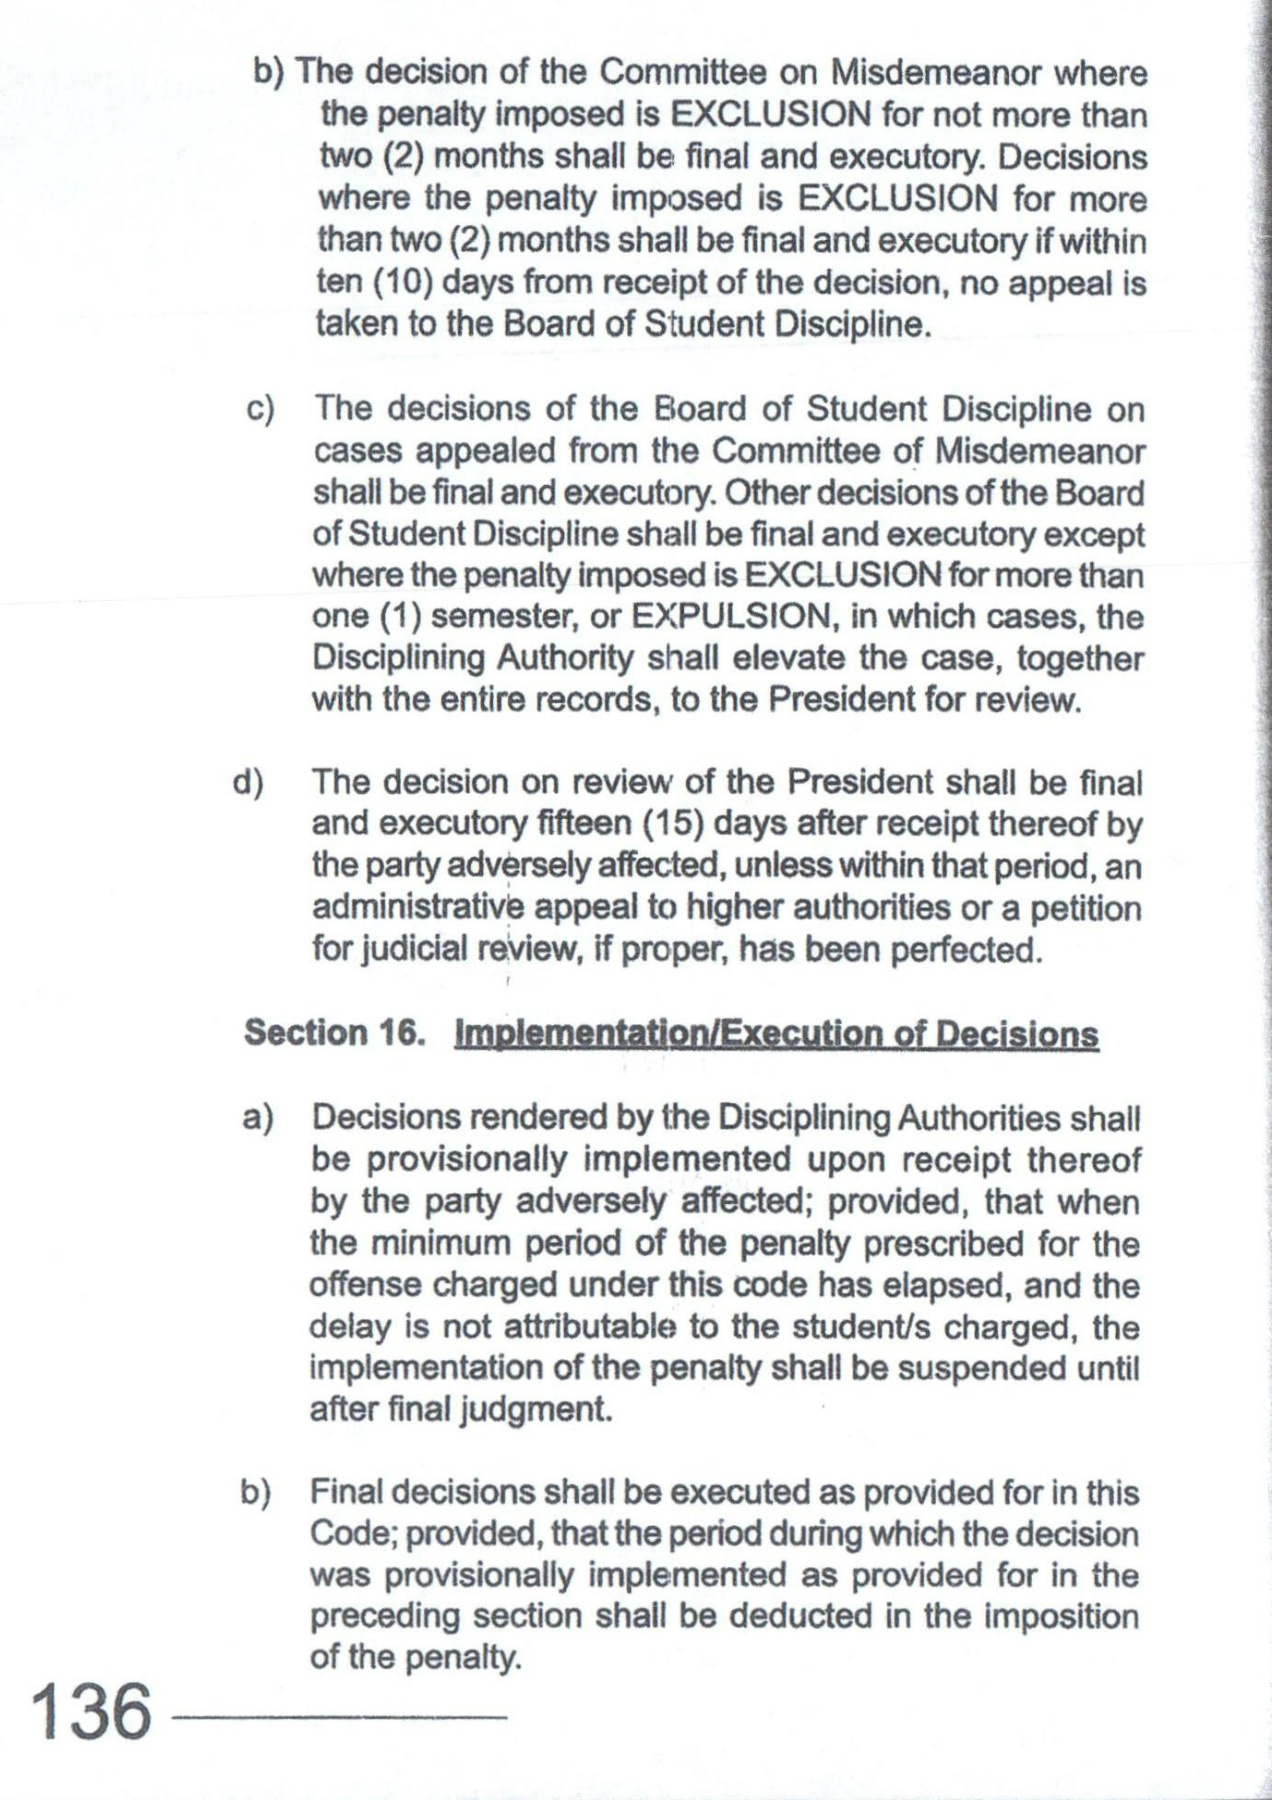 b) The decision of the Committee on Misdemeanor where
the penalty imposed is EXCLUSION for not more than
two (2) months shall be final and executory. Decisions
where the penalty imposed is EXCLUSION for more
than two (2) months shall be final and executory if within
ten (10) days from receipt of the decision, no appeal is
taken to the Board of Student Discipline.
c) The decisions of the Board of Student Discipline on
cases appealed from the Committee of Misdemeanor
shall be final and executory. Other decisions of the Board
of Student Discipline shall be final and executory except
where the penalty imposed is EXCLUSION for more than
one (1) semester, or EXPULSION, in which cases, the
Disciplining Authority shall elevate the case, together
with the entire records, to the President for review.
d) The decision on review of the President shall be final
and executory fifteen (15) days after receipt thereof by
the party adversely affected, unless within that period, an
administrative appeal to higher authorities or a petition
for judicial review, if proper, has been perfected.
Section 16. Implementation/Execution of Decisions
a) Decisions rendered by the Disciplining Authorities shall
be provisionally implemented upon receipt thereof
by the party adversely affected; provided, that when
the minimum period of the penalty prescribed for the
offense charged under this code has elapsed, and the
delay is not attributable to the student/s charged, the
implementation of the penalty shall be suspended until
after final judgment.
b) Final decisions shall be executed as provided for in this
Code; provided, that the period during which the decision
was provisionally implemented as provided for in the
preceding section shall be deducted in the imposition
of the penalty.
136